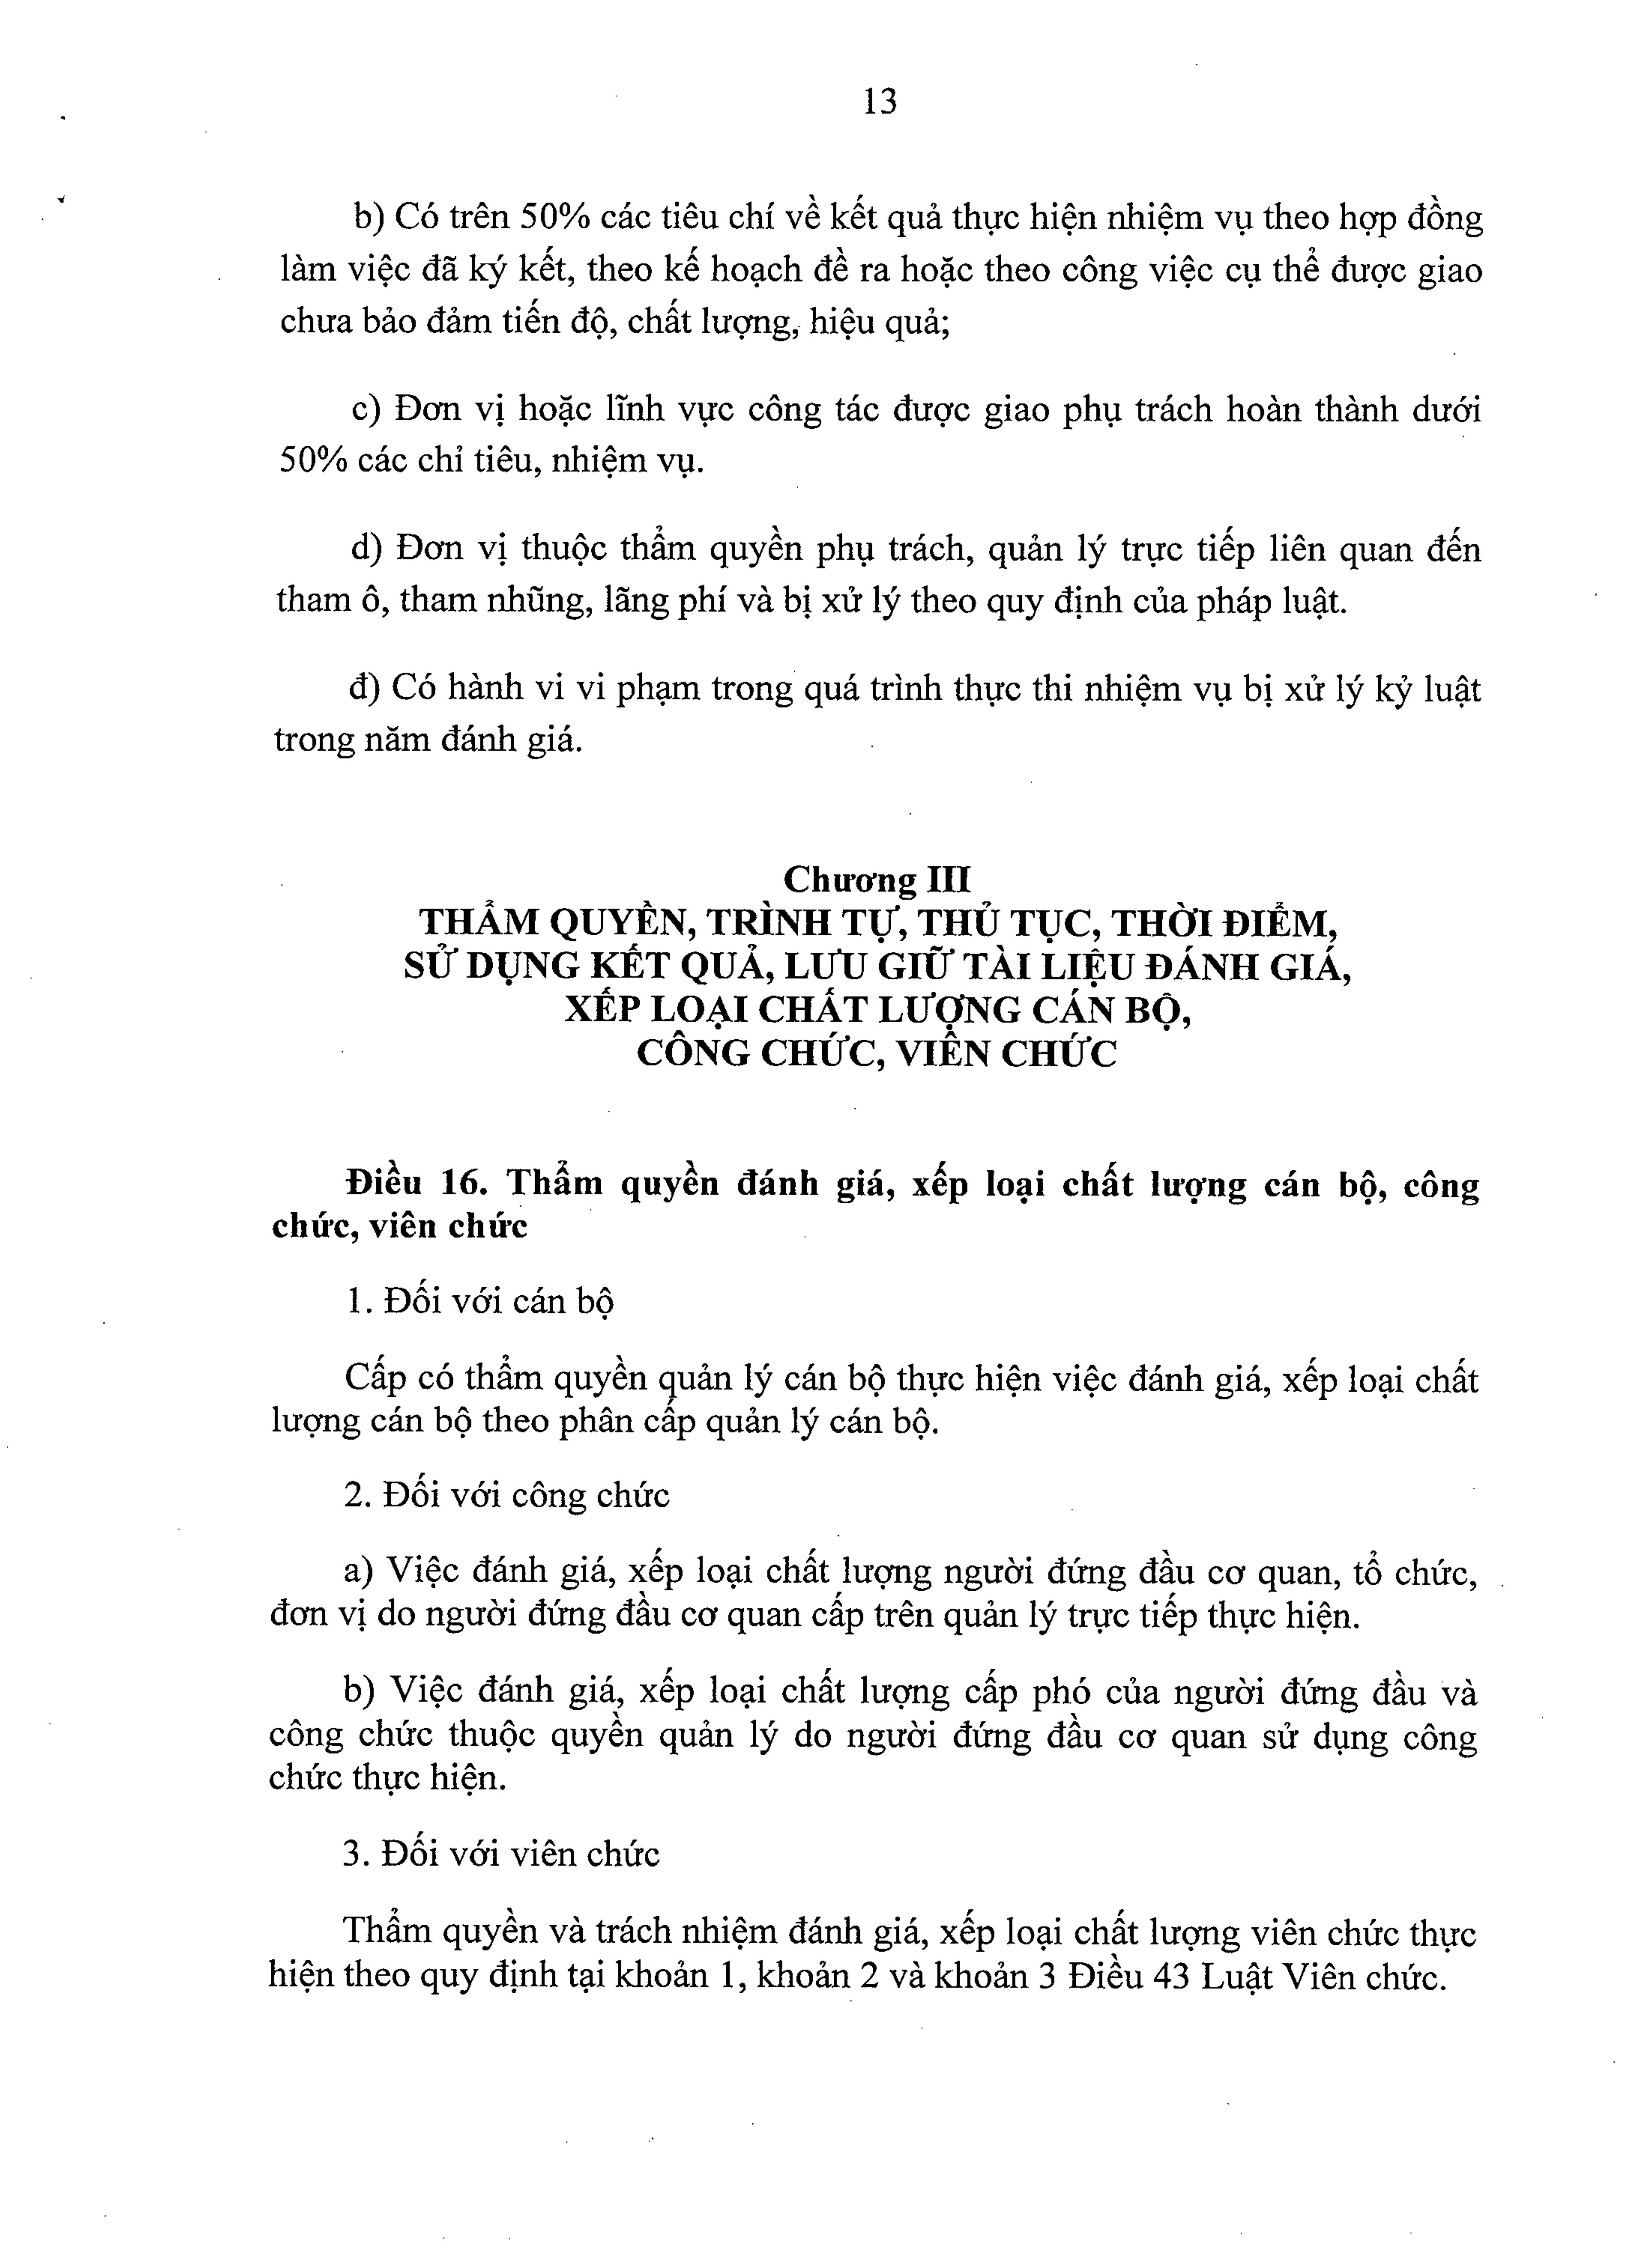 13
b) Có trên 50% các tiêu chí về kết quả thực hiện nhiệm vụ theo hợp đồng
làm việc đã ký kết, theo kế hoạch đề ra hoặc theo công việc cụ thể được giao
chưa bảo đảm tiến độ, chất lượng, hiệu quả;
c) Đơn vị hoặc lĩnh vực công tác được giao phụ trách hoàn thành dưới
50% các chỉ tiêu, nhiệm vụ.
d) Đơn vị thuộc thẩm quyền phụ trách, quản lý trực tiếp liên quan đến
tham ô, tham nhũng, lãng phí và bị xử lý theo quy định của pháp luật.
đ) Có hành vi vi phạm trong quá trình thực thi nhiệm vụ bị xử lý kỷ luật
trong năm đánh giá.
Chương III
THẨM QUYỀN, TRÌNH TỰ, THỦ TỤC, THỜI ĐIỂM,
SỬ DỤNG KẾT QUẢ, LƯU GIỮ TÀI LIỆU ĐÁNH GIÁ,
XẾP LOẠI CHẤT LƯỢNG CÁN BỘ,
CÔNG CHỨC, VIÊN CHỨC
Điều 16. Thẩm quyền đánh giá, xếp loại chất lượng cán bộ, công
chức, viên chức
1. Đối với cán bộ
Cấp có thẩm quyền quản lý cán bộ thực hiện việc đánh giá, xếp loại chất
lượng cán bộ theo phân cấp quản lý cán bộ.
2. Đối với công chức
a) Việc đánh giá, xếp loại chất lượng người đứng đầu cơ quan, tổ chức,
đơn vị do người đứng đầu cơ quan cấp trên quản lý trực tiếp thực hiện.
b) Việc đánh giá, xếp loại chất lượng cấp phó của người đứng đầu và
công chức thuộc quyền quản lý do người đứng đầu cơ quan sử dụng công
chức thực hiện.
3. Đối với viên chức
Thẩm quyền và trách nhiệm đánh giá, xếp loại chất lượng viên chức thực
hiện theo quy định tại khoản 1, khoản 2 và khoản 3 Điều 43 Luật Viên chức.